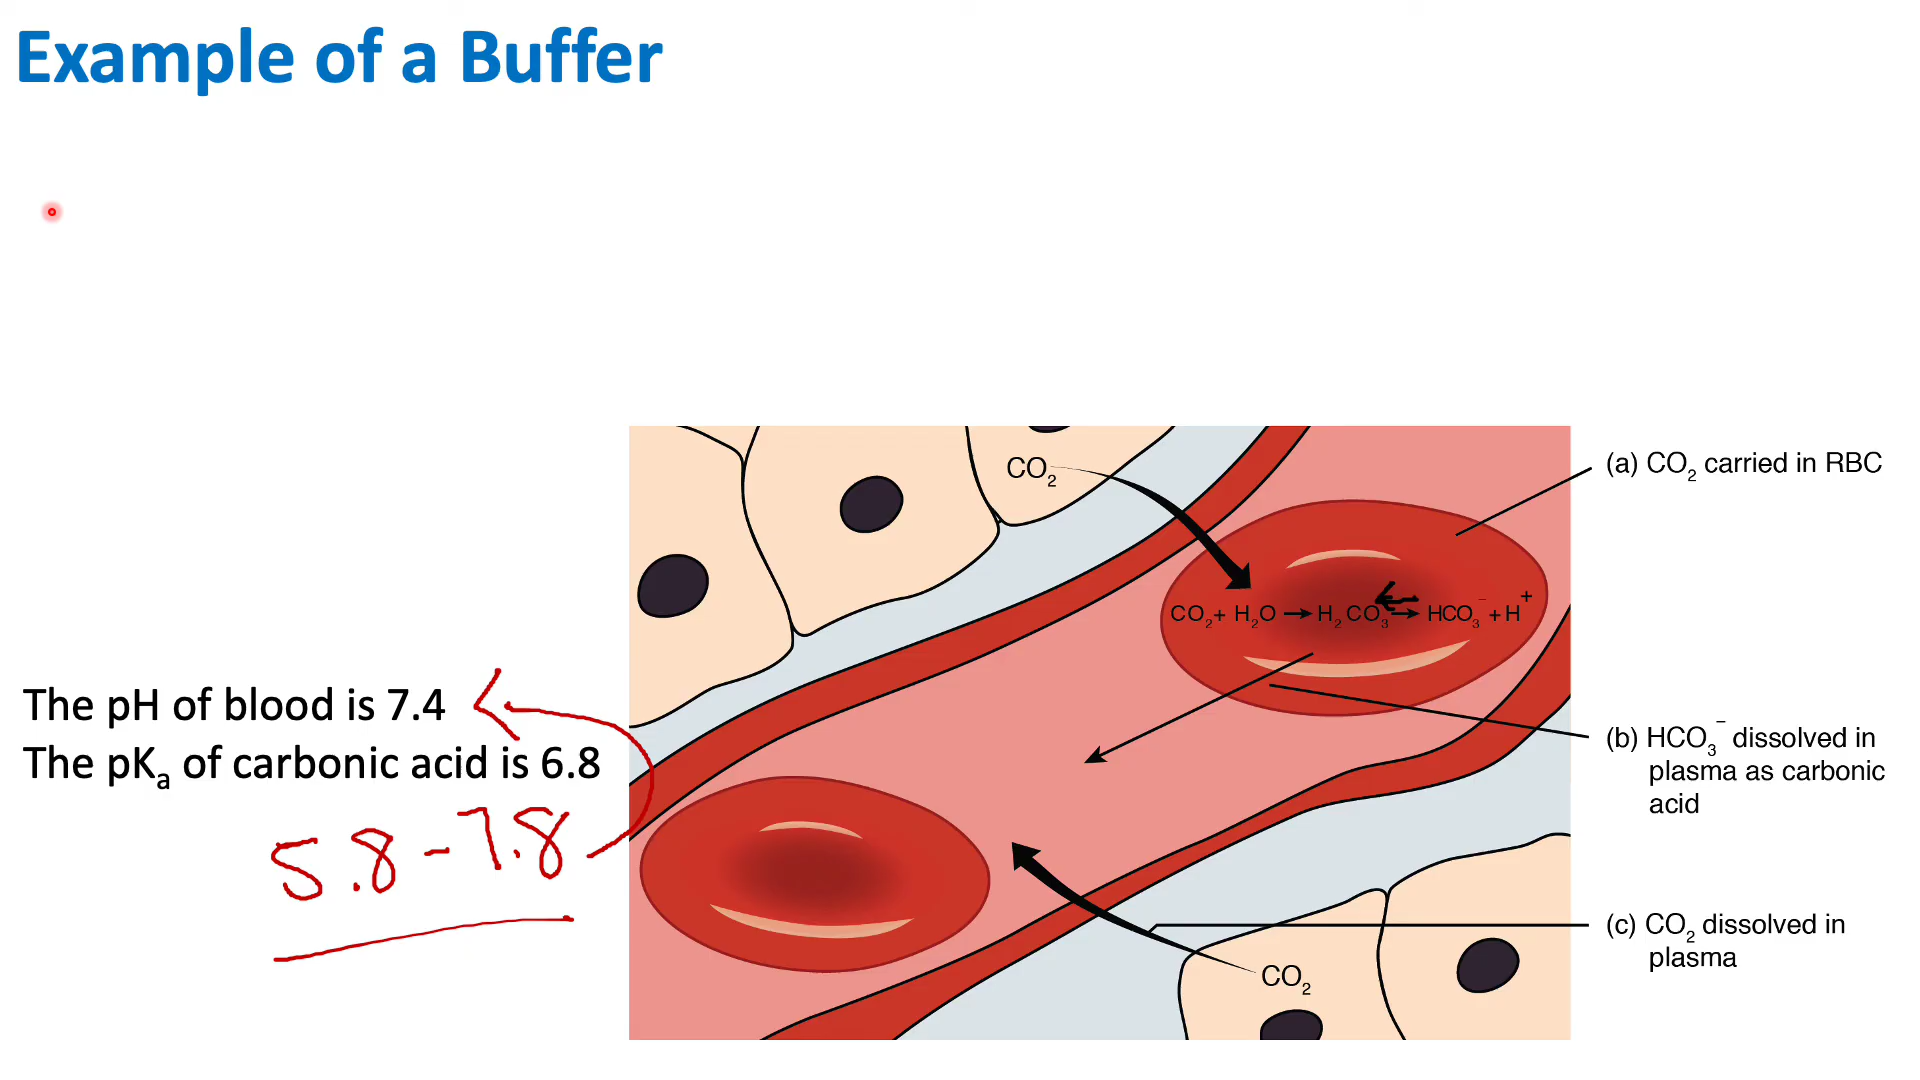 Example of a Buffer
The pH of blood is 7.4
The pKₐ of carbonic acid is 6.8
5.8 - 7.8
CO₂
CO₂ + H₂O → H₂CO₃ → HCO₃⁻ + H⁺
(a) CO₂ carried in RBC
(b) HCO₃⁻ dissolved in
plasma as carbonic
acid
(c) CO₂ dissolved in
plasma
CO₂